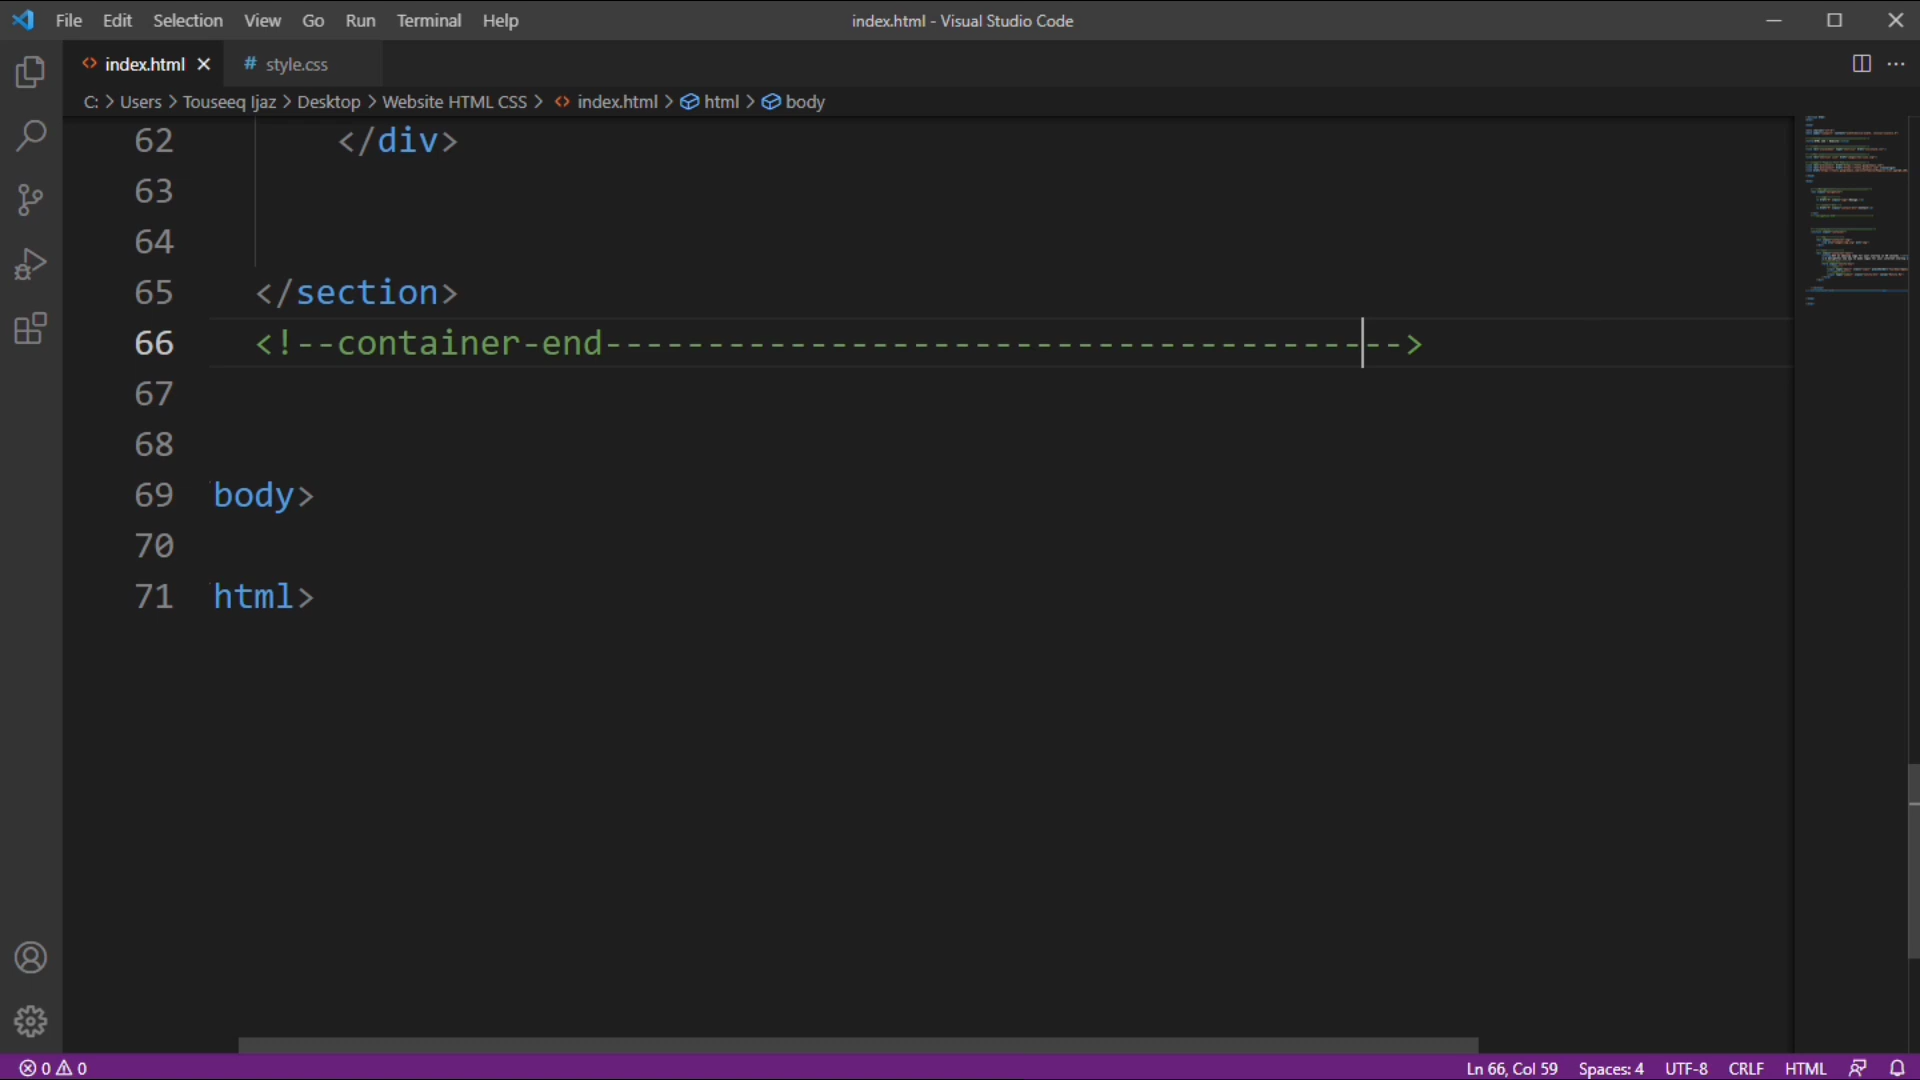 File Edit Selection View Go Run Terminal Help index.html - Visual Studio Code
index.html # style.css
C: > Users > Touseeq Ijaz > Desktop > Website HTML CSS > index.html > html > body
62 </div>
63
64
65 </section>
66 <!--container-end--------------------------------------->
67
68
69 body>
70
71 html>
0 0 Ln 66, Col 59 Spaces: 4 UTF-8 CRLF HTML